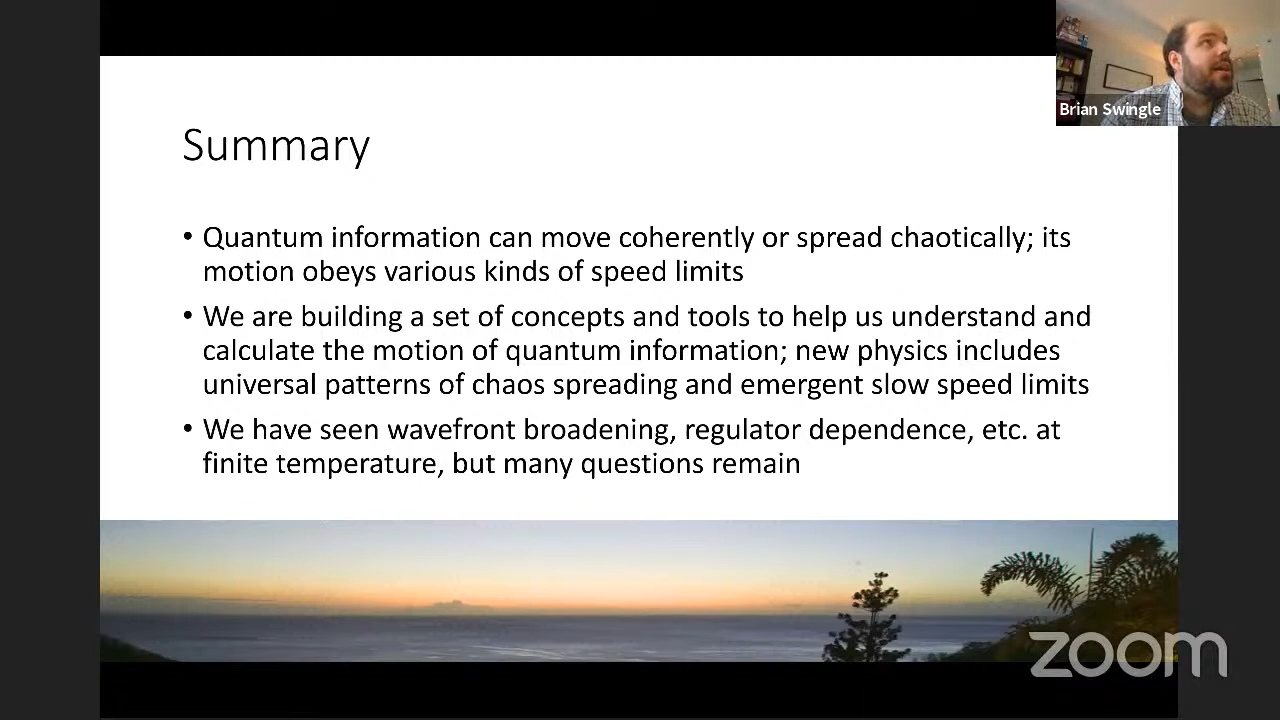 Brian Swingle
Summary
• Quantum information can move coherently or spread chaotically; its
motion obeys various kinds of speed limits
• We are building a set of concepts and tools to help us understand and
calculate the motion of quantum information; new physics includes
universal patterns of chaos spreading and emergent slow speed limits
• We have seen wavefront broadening, regulator dependence, etc. at
finite temperature, but many questions remain
zoom